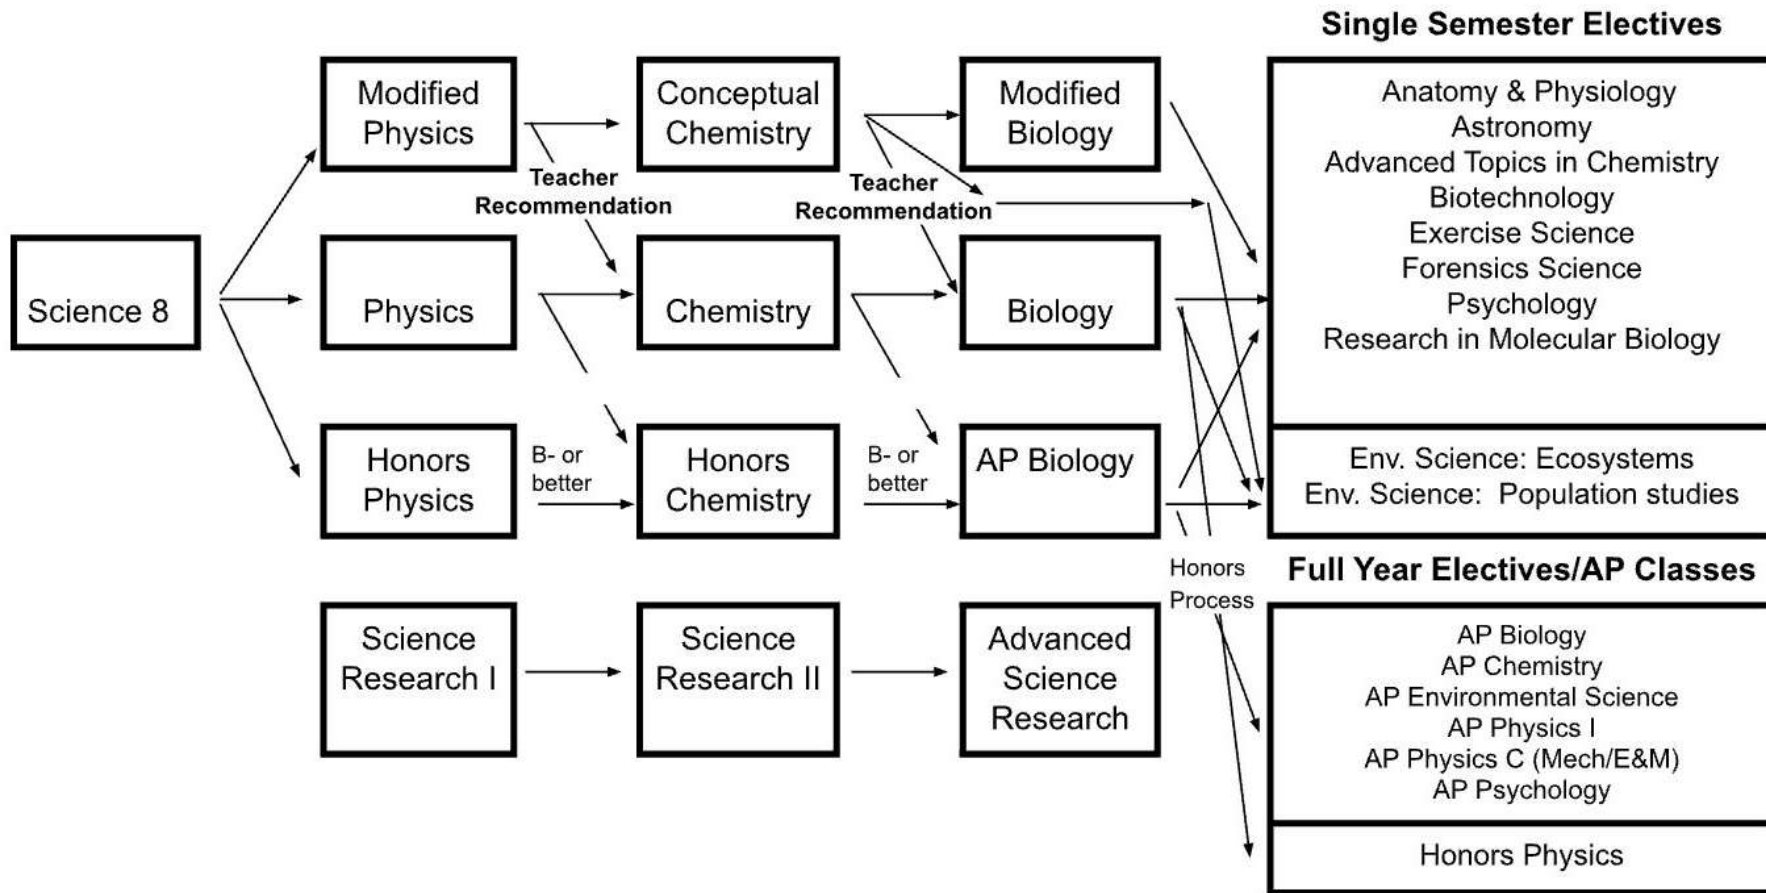 Single Semester Electives
Modified
Physics
Conceptual
Chemistry
Modified
Biology
Anatomy & Physiology
Astronomy
Advanced Topics in Chemistry
Biotechnology
Exercise Science
Forensics Science
Psychology
Research in Molecular Biology
Teacher
Recommendation
Teacher
Recommendation
Science 8
Physics
Chemistry
Biology
Honors
Physics
B- or
better
Honors
Chemistry
B- or
better
AP Biology
Env. Science: Ecosystems
Env. Science: Population studies
Honors
Process
Full Year Electives/AP Classes
Science
Research I
Science
Research II
Advanced
Science
Research
AP Biology
AP Chemistry
AP Environmental Science
AP Physics I
AP Physics C (Mech/E&M)
AP Psychology
Honors Physics